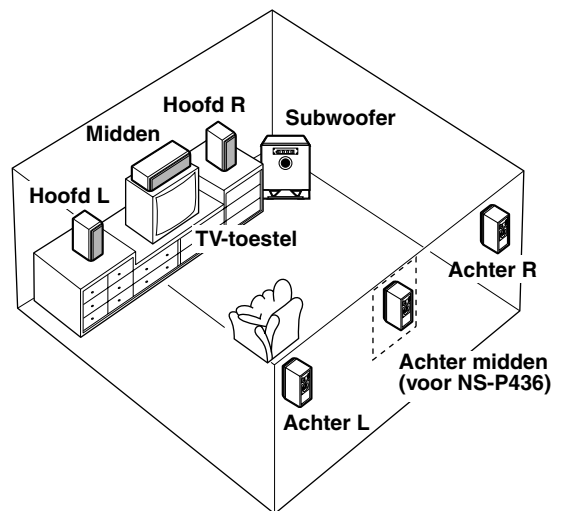 Hoofd R
Subwoofer
Midden
Hoofd L
TV-toestel
Achter R
Achter midden
(voor NS-P436)
Achter L